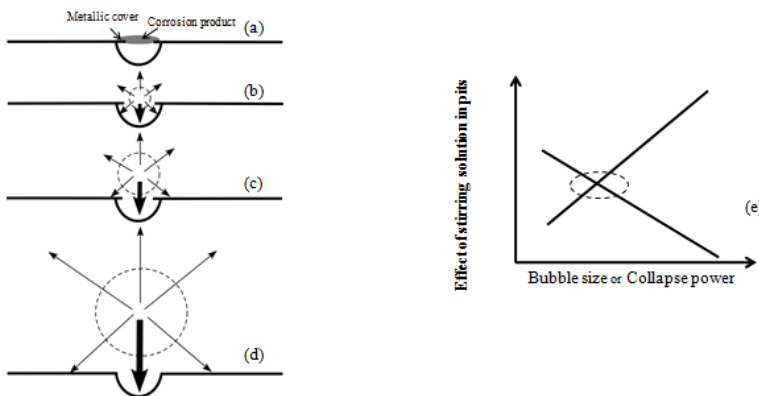 Metallic cover
Corrosion product
(a)
(b)
(c)
(d)
Effect of stirring solution in pits
Bubble size or Collapse power
(e)